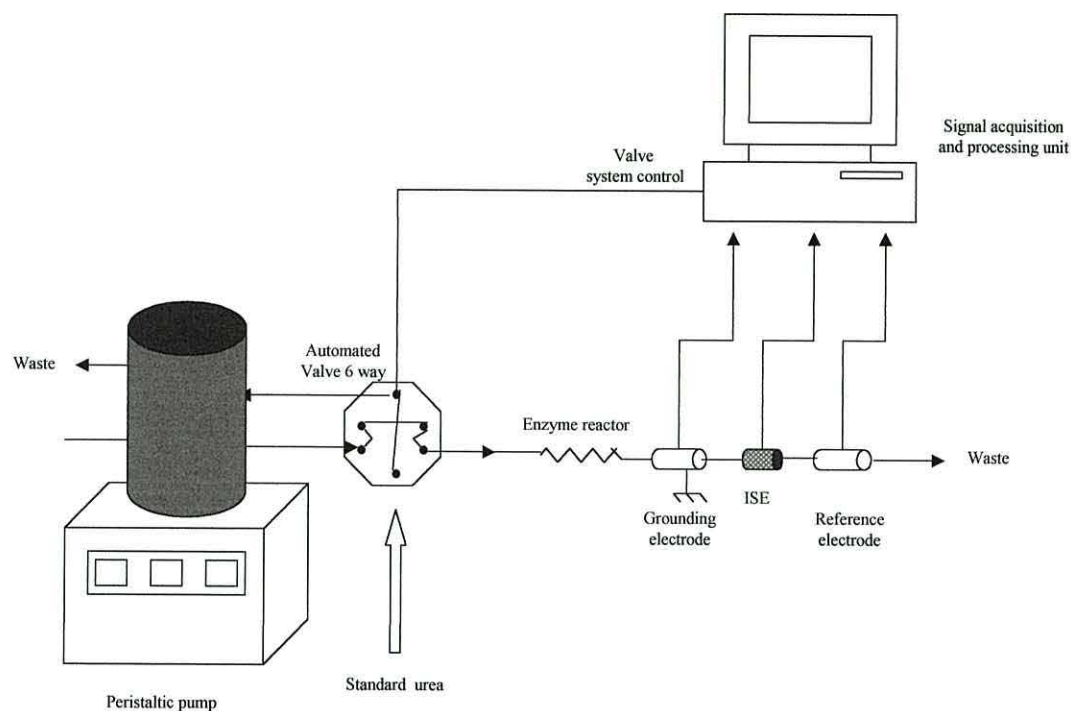 Signal acquisition
and processing unit
Valve
system control
Waste
Automated
Valve 6 way
Enzyme reactor
Waste
ISE
Grounding
electrode
Reference
electrode
Standard urea
Peristaltic pump